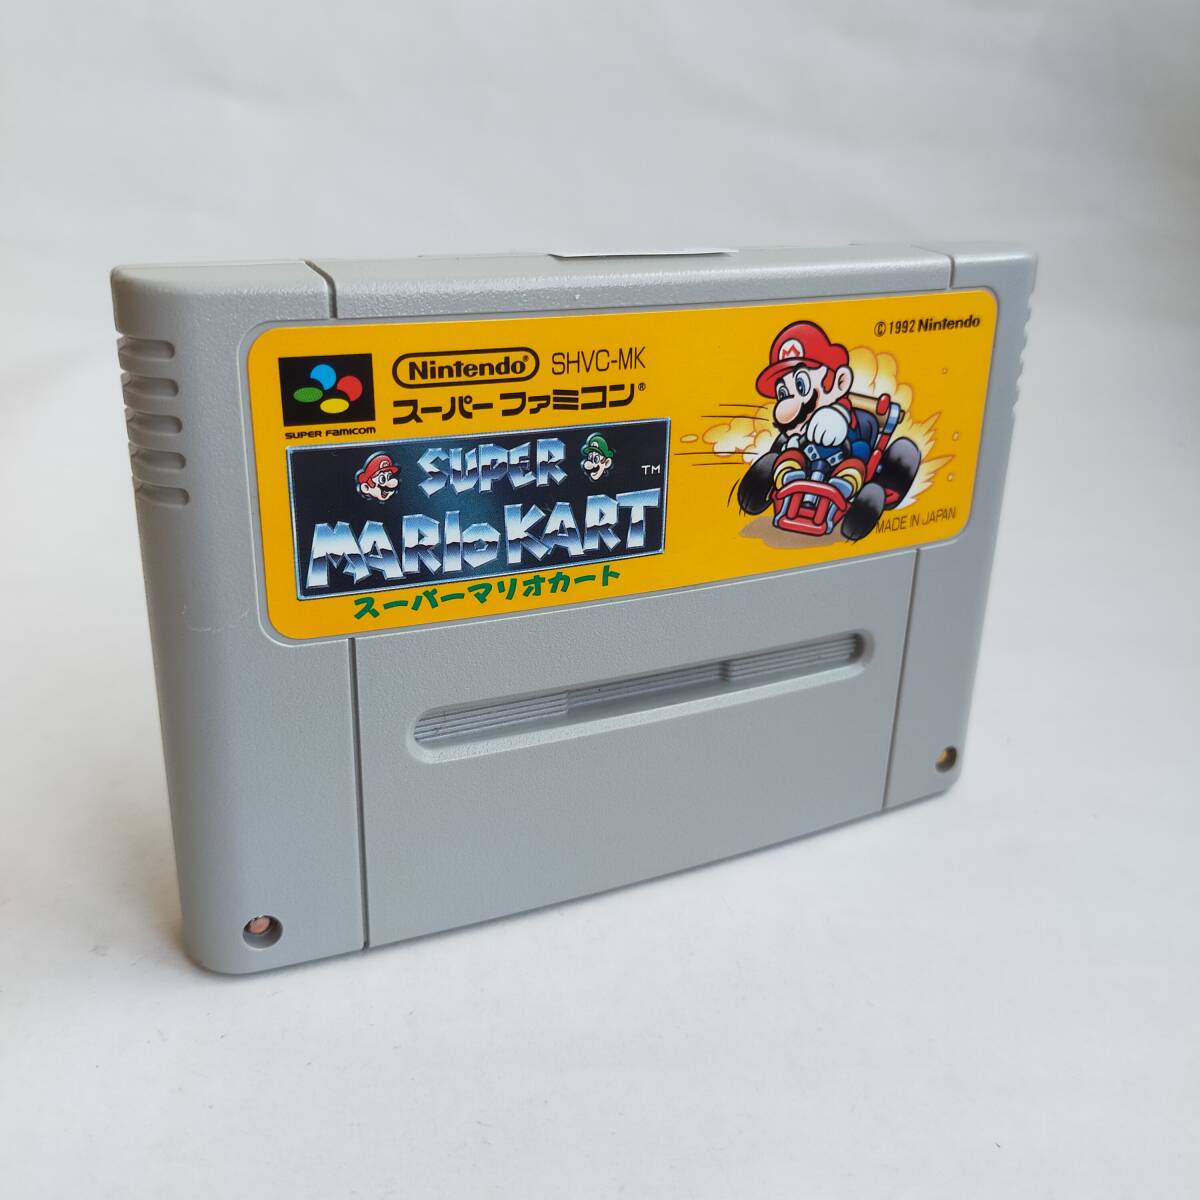 Nintendo® SHVC-MK
スーパーファミコン®
SUPER FAMICOM
© 1992 Nintendo
M
SUPER
MARIO KART ™
スーパーマリオカート
MADE IN JAPAN